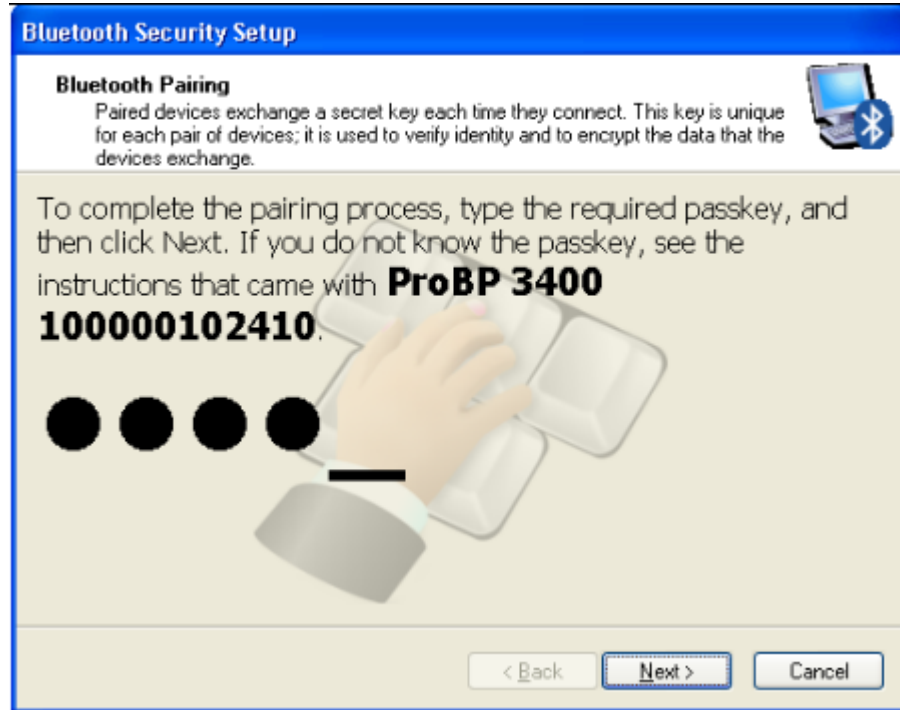 Bluetooth Security Setup
Bluetooth Pairing
Paired devices exchange a secret key each time they connect. This key is unique
for each pair of devices; it is used to verify identity and to encrypt the data that the
devices exchange.
To complete the pairing process, type the required passkey, and
then click Next. If you do not know the passkey, see the
instructions that came with ProBP 3400
100000102410.
< Back
Next >
Cancel